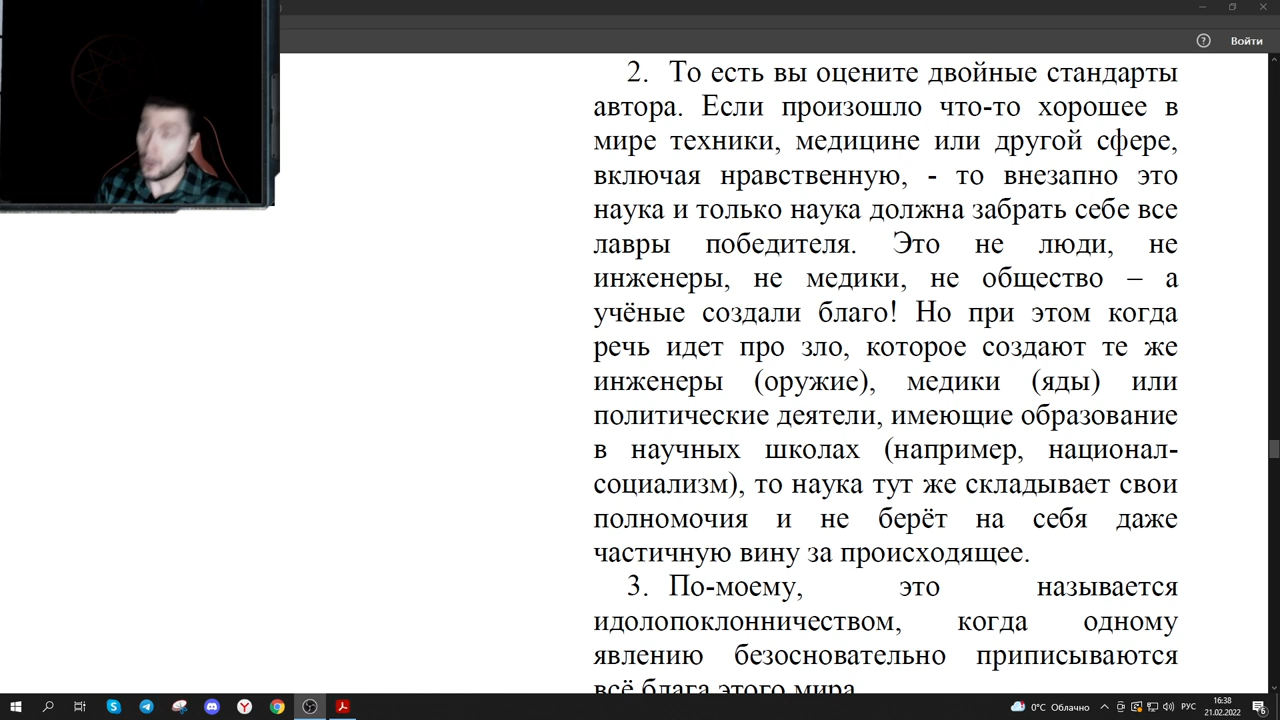 Войти
2. То есть вы оцените двойные стандарты
автора. Если произошло что-то хорошее в
мире техники, медицине или другой сфере,
включая нравственную, - то внезапно это
наука и только наука должна забрать себе все
лавры победителя. Это не люди, не
инженеры, не медики, не общество – а
учёные создали благо! Но при этом когда
речь идет про зло, которое создают те же
инженеры (оружие), медики (яды) или
политические деятели, имеющие образование
в научных школах (например, национал-
социализм), то наука тут же складывает свои
полномочия и не берёт на себя даже
частичную вину за происходящее.
3. По-моему, это называется
идолопоклонничеством, когда одному
явлению безосновательно приписываются
всё блага этого мира
0°C Облачно
РУС
16:38
21.02.2022
6